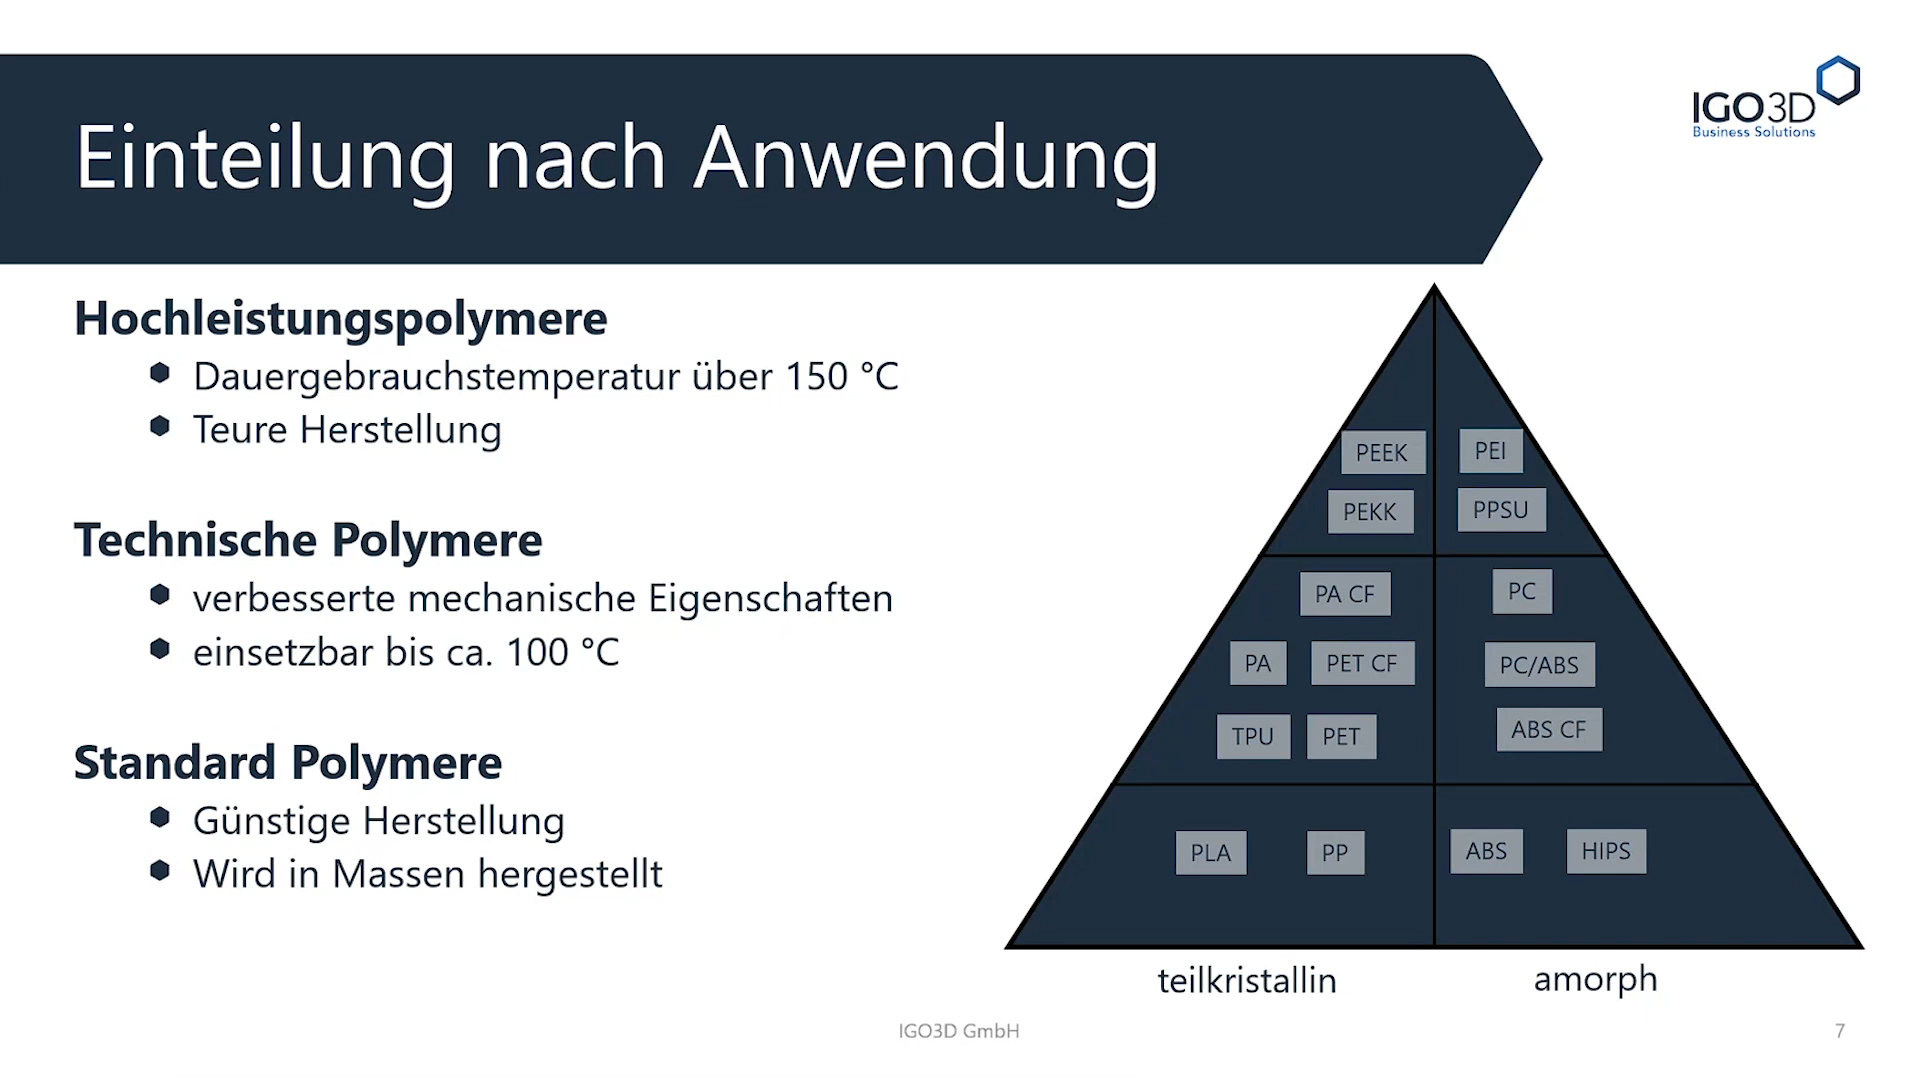 Einteilung nach Anwendung
IGO3D
Business Solutions
Hochleistungspolymere
Dauergebrauchstemperatur über 150 °C
Teure Herstellung
Technische Polymere
verbesserte mechanische Eigenschaften
einsetzbar bis ca. 100 °C
Standard Polymere
Günstige Herstellung
Wird in Massen hergestellt
PEEK PEI
PEKK PPSU
PA CF PC
PA PET CF PC/ABS
TPU PET ABS CF
PLA PP ABS HIPS
teilkristallin amorph
IGO3D GmbH
7